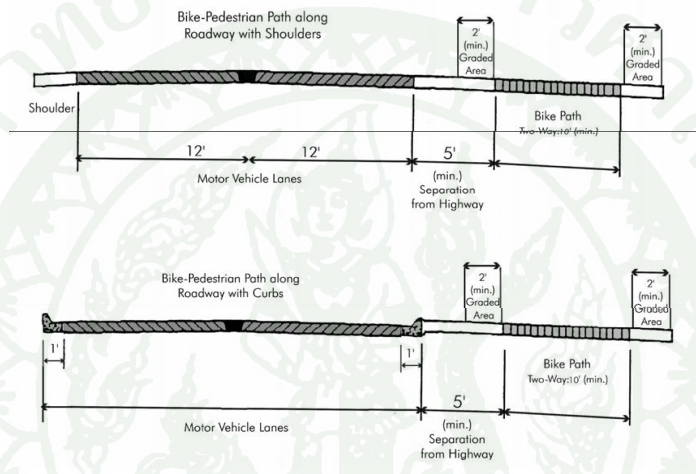 Bike-Pedestrian Path along
Roadway with Shoulders
2'
(min.)
Graded
Area
2'
(min.)
Graded
Area
Shoulder
Bike Path
Two-Way:10' (min.)
12'
12'
5'
Motor Vehicle Lanes
(min.)
Separation
from Highway
Bike-Pedestrian Path along
Roadway with Curbs
2'
(min.)
Graded
Area
2'
(min.)
Graded
Area
1'
1'
Bike Path
Two-Way:10' (min.)
5'
Motor Vehicle Lanes
(min.)
Separation
from Highway